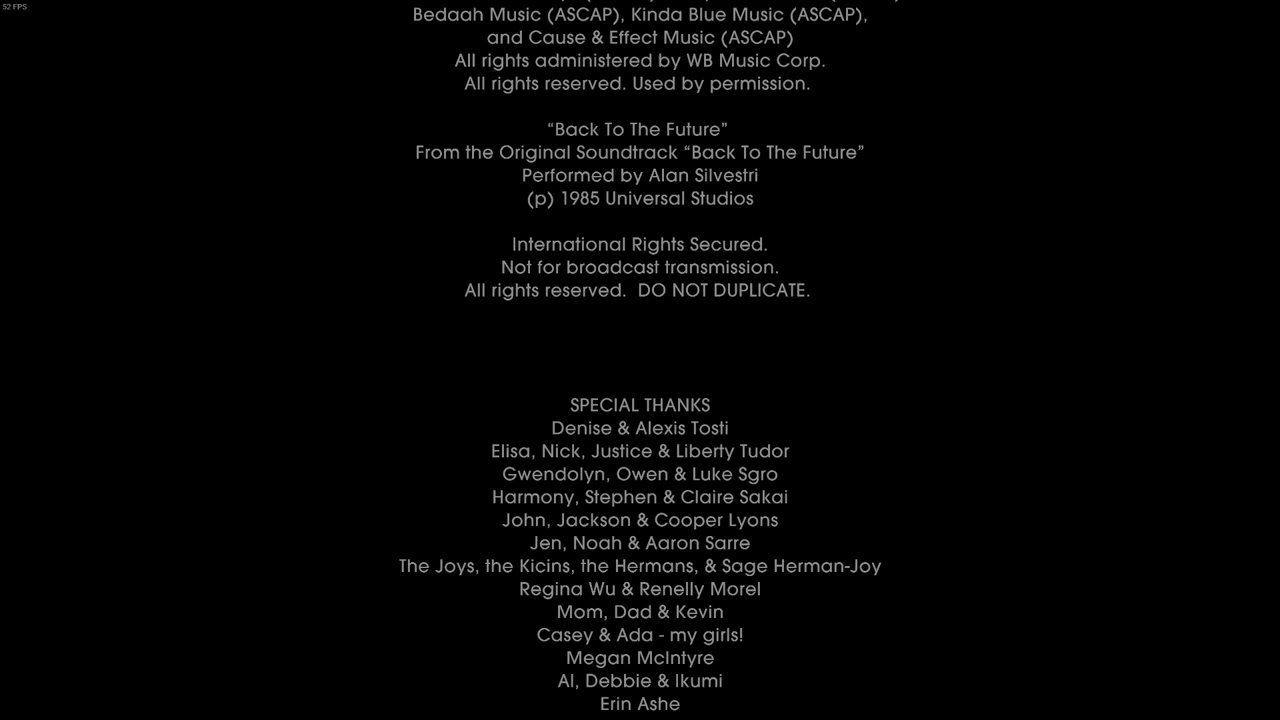 52 FPS
Bedaah Music (ASCAP), Kinda Blue Music (ASCAP),
and Cause & Effect Music (ASCAP)
All rights administered by WB Music Corp.
All rights reserved. Used by permission.
“Back To The Future”
From the Original Soundtrack “Back To The Future”
Performed by Alan Silvestri
(p) 1985 Universal Studios
International Rights Secured.
Not for broadcast transmission.
All rights reserved.  DO NOT DUPLICATE.
SPECIAL THANKS
Denise & Alexis Tosti
Elisa, Nick, Justice & Liberty Tudor
Gwendolyn, Owen & Luke Sgro
Harmony, Stephen & Claire Sakai
John, Jackson & Cooper Lyons
Jen, Noah & Aaron Sarre
The Joys, the Kicins, the Hermans, & Sage Herman-Joy
Regina Wu & Renelly Morel
Mom, Dad & Kevin
Casey & Ada - my girls!
Megan McIntyre
Al, Debbie & Ikumi
Erin Ashe